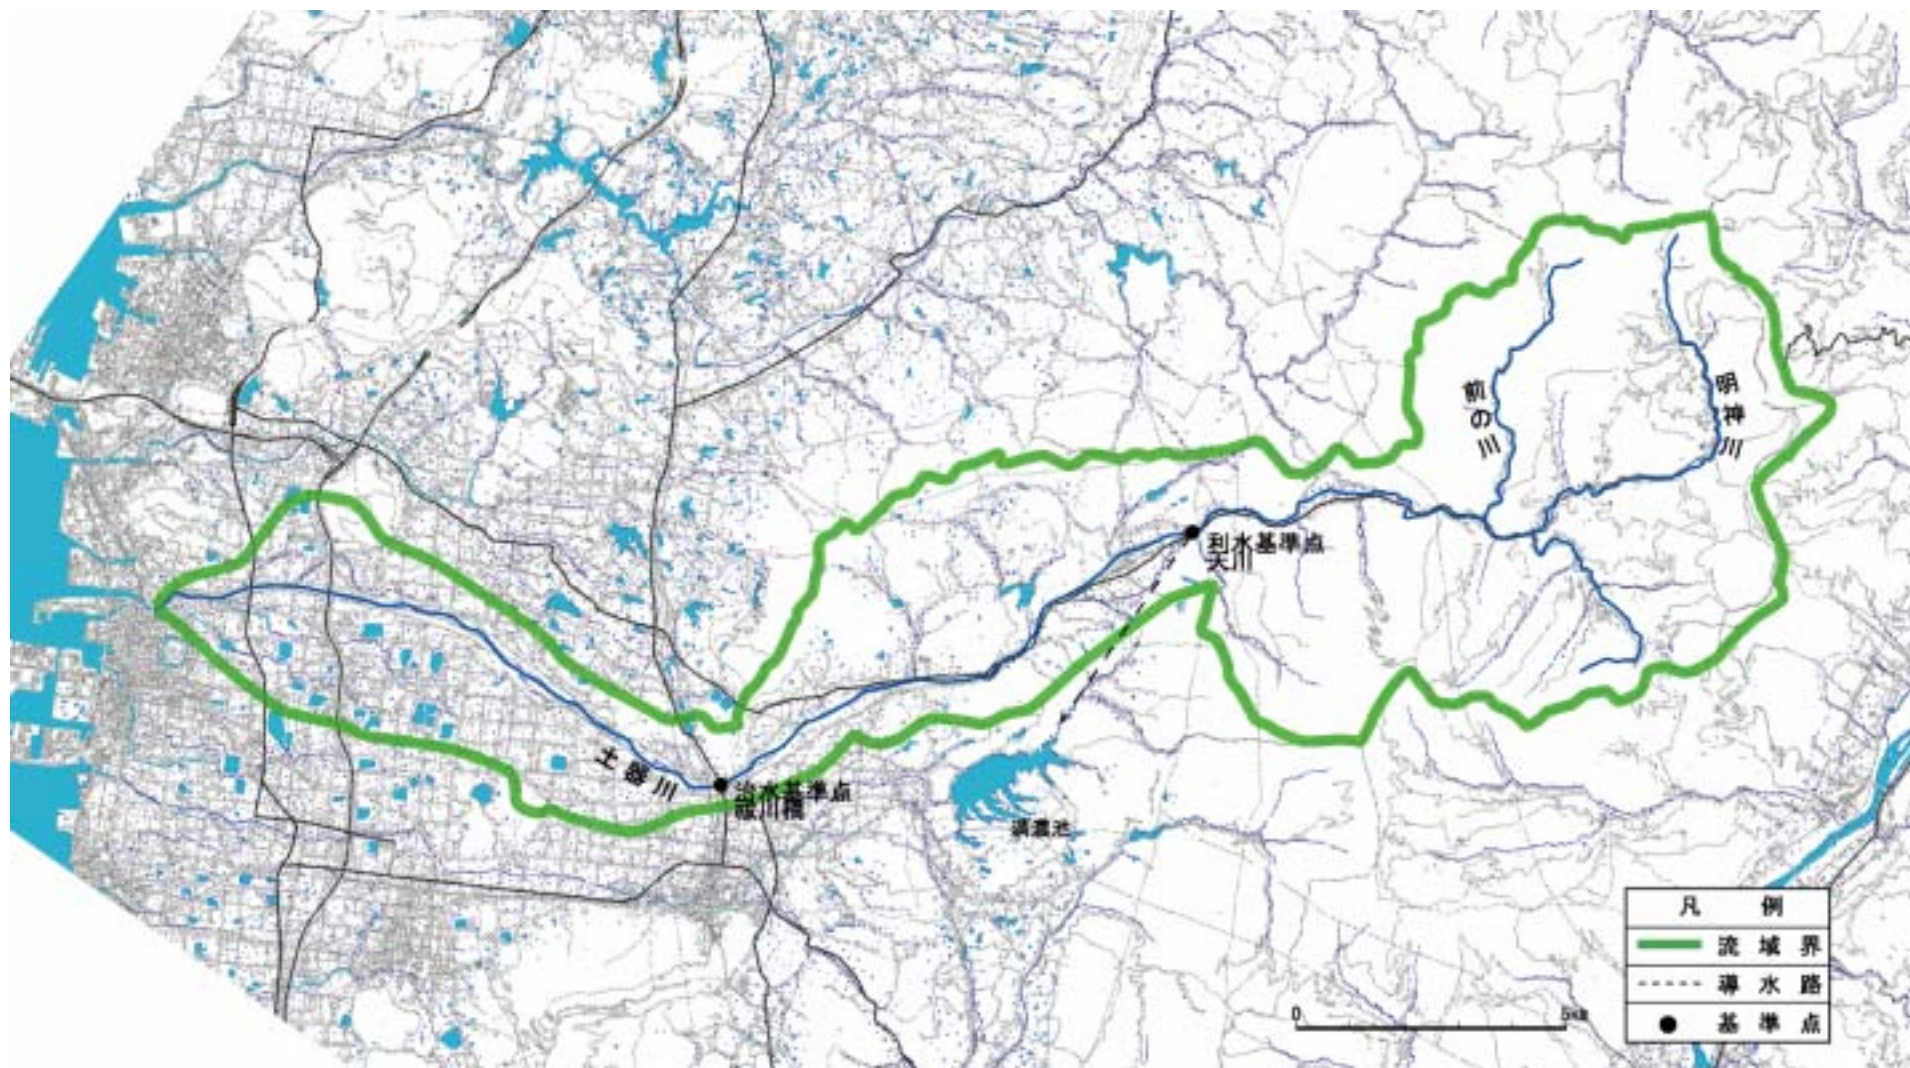 前の川
明神川
利水基準点
天川
土器川
治水基準点
祓川橋
満濃池
凡例
流域界
導水路
基準点
0
5km